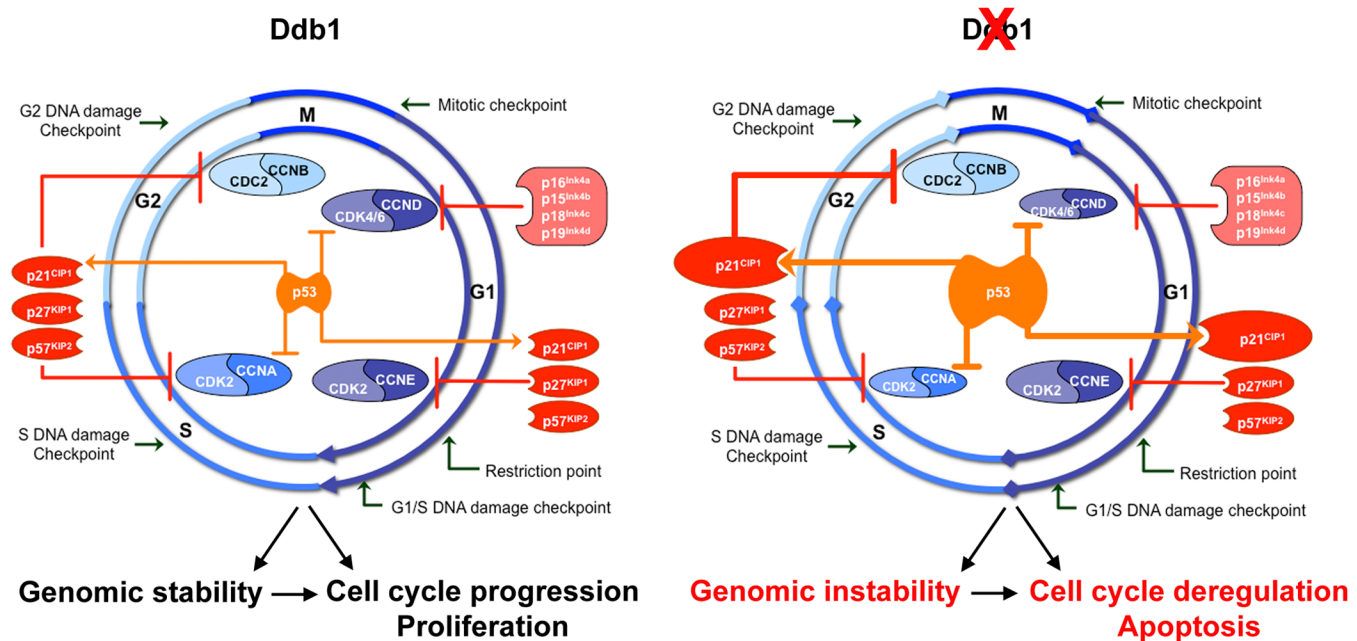 Ddb1
G2 DNA damage
Checkpoint
Mitotic checkpoint
M
CDC2 CCNB
G2
CDK4/6 CCND
p16Ink4a
p15Ink4b
p18Ink4c
p19Ink4d
p21CIP1
p27KIP1
p57KIP2
p53
G1
p21CIP1
p27KIP1
p57KIP2
CDK2 CCNA
CDK2 CCNE
S
S DNA damage
Checkpoint
Restriction point
G1/S DNA damage checkpoint
Genomic stability
Cell cycle progression
Proliferation
Ddb1
X
G2 DNA damage
Checkpoint
Mitotic checkpoint
M
CDC2 CCNB
G2
CDK4/6 CCND
p16Ink4a
p15Ink4b
p18Ink4c
p19Ink4d
p21CIP1
p27KIP1
p57KIP2
p53
G1
p21CIP1
p27KIP1
p57KIP2
CDK2 CCNA
CDK2 CCNE
S
S DNA damage
Checkpoint
Restriction point
G1/S DNA damage checkpoint
Genomic instability
Cell cycle deregulation
Apoptosis